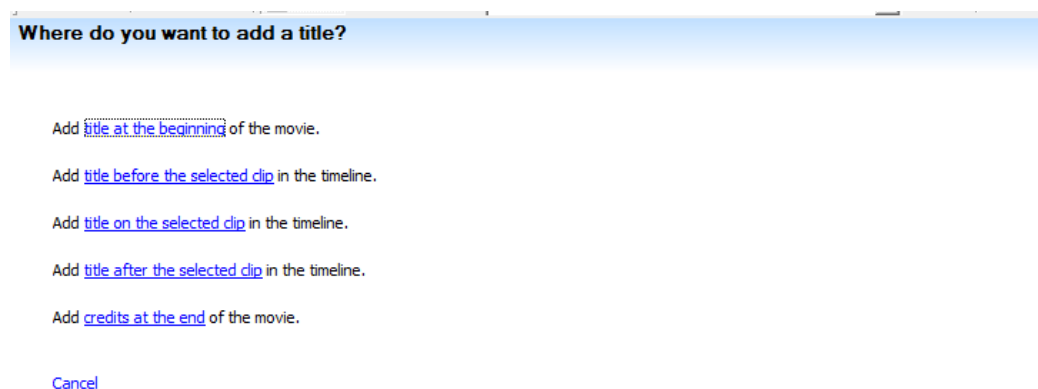 Where do you want to add a title?
Add title at the beginning of the movie.
Add title before the selected clip in the timeline.
Add title on the selected clip in the timeline.
Add title after the selected clip in the timeline.
Add credits at the end of the movie.
Cancel